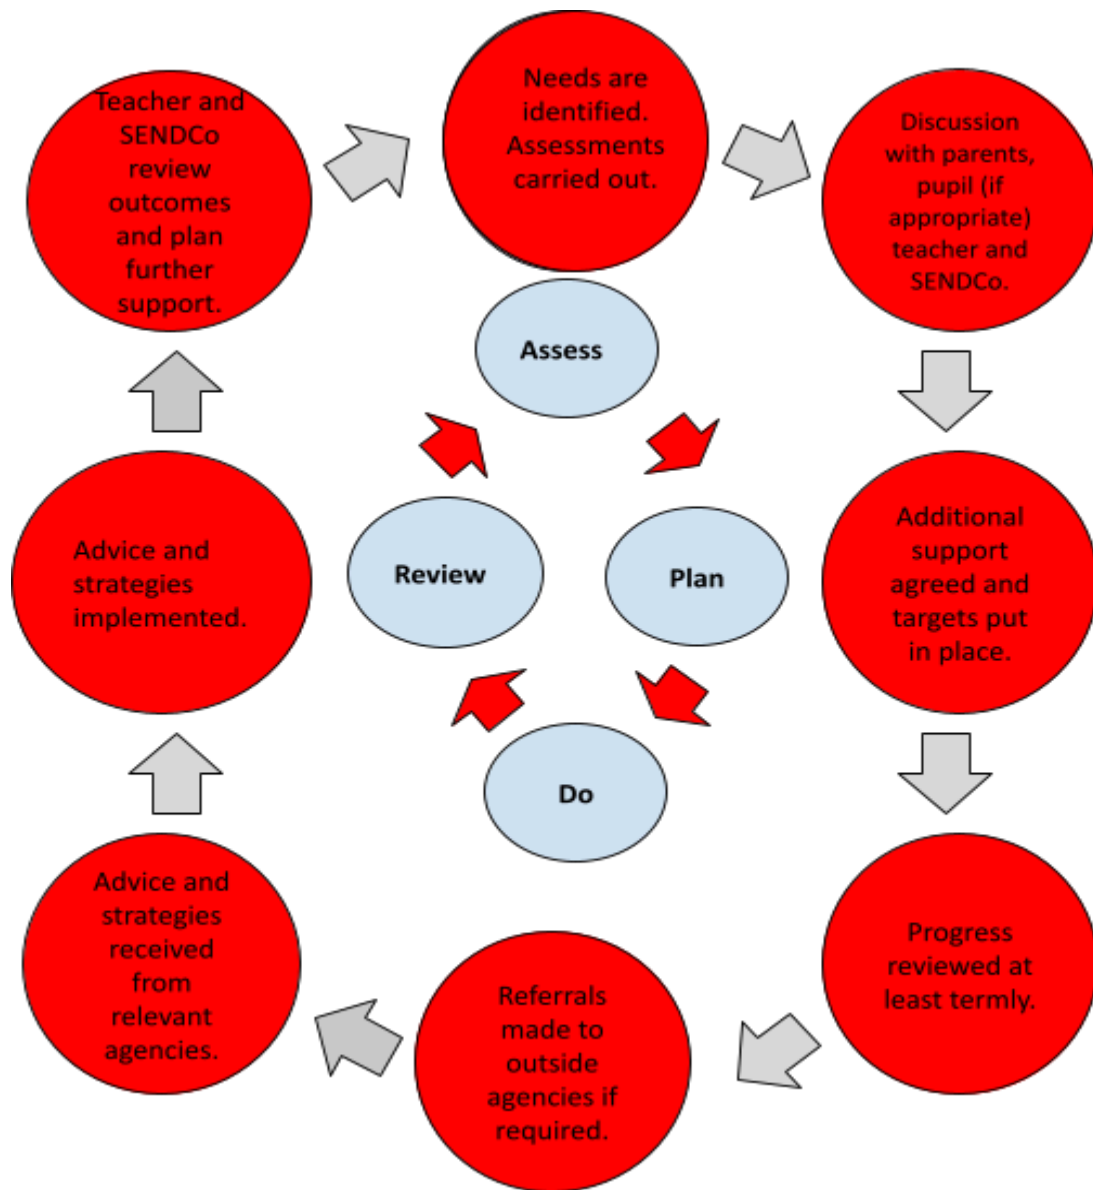 Needs are
identified.
Assessments
carried out.
Discussion
with parents,
pupil (if
appropriate)
teacher and
SENDCo.
Additional
support
agreed and
targets put
in place.
Progress
reviewed at
least termly.
Referrals
made to
outside
agencies if
required.
Advice and
strategies
received
from
relevant
agencies.
Advice and
strategies
implemented.
Teacher and
SENDCo
review
outcomes
and plan
further
support.
Assess
Plan
Do
Review